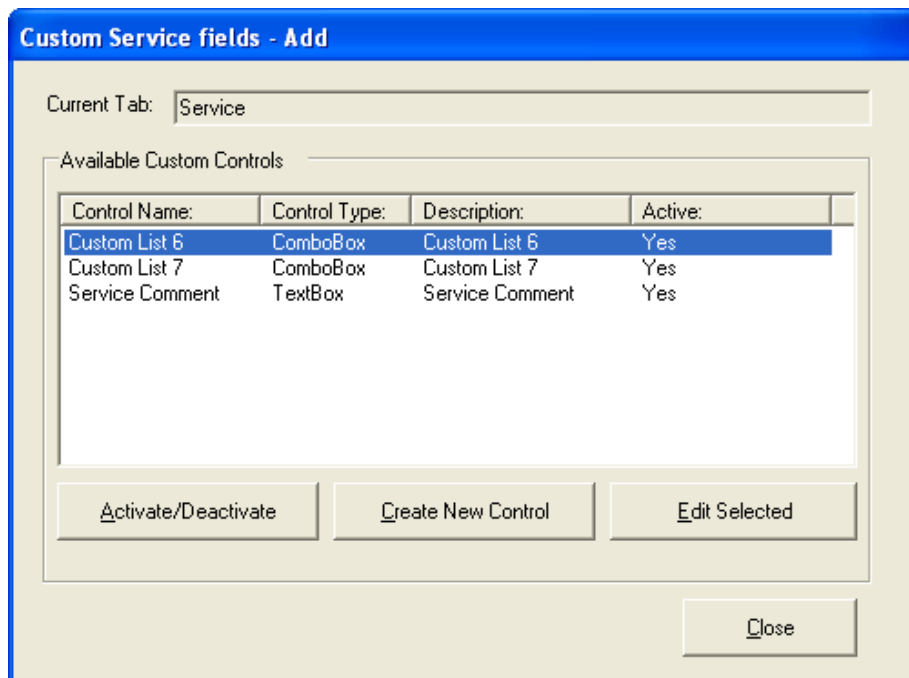 Custom Service fields - Add
Current Tab: Service
Available Custom Controls
Control Name: Control Type: Description: Active:
Custom List 6 ComboBox Custom List 6 Yes
Custom List 7 ComboBox Custom List 7 Yes
Service Comment TextBox Service Comment Yes
Activate/Deactivate Create New Control Edit Selected
Close